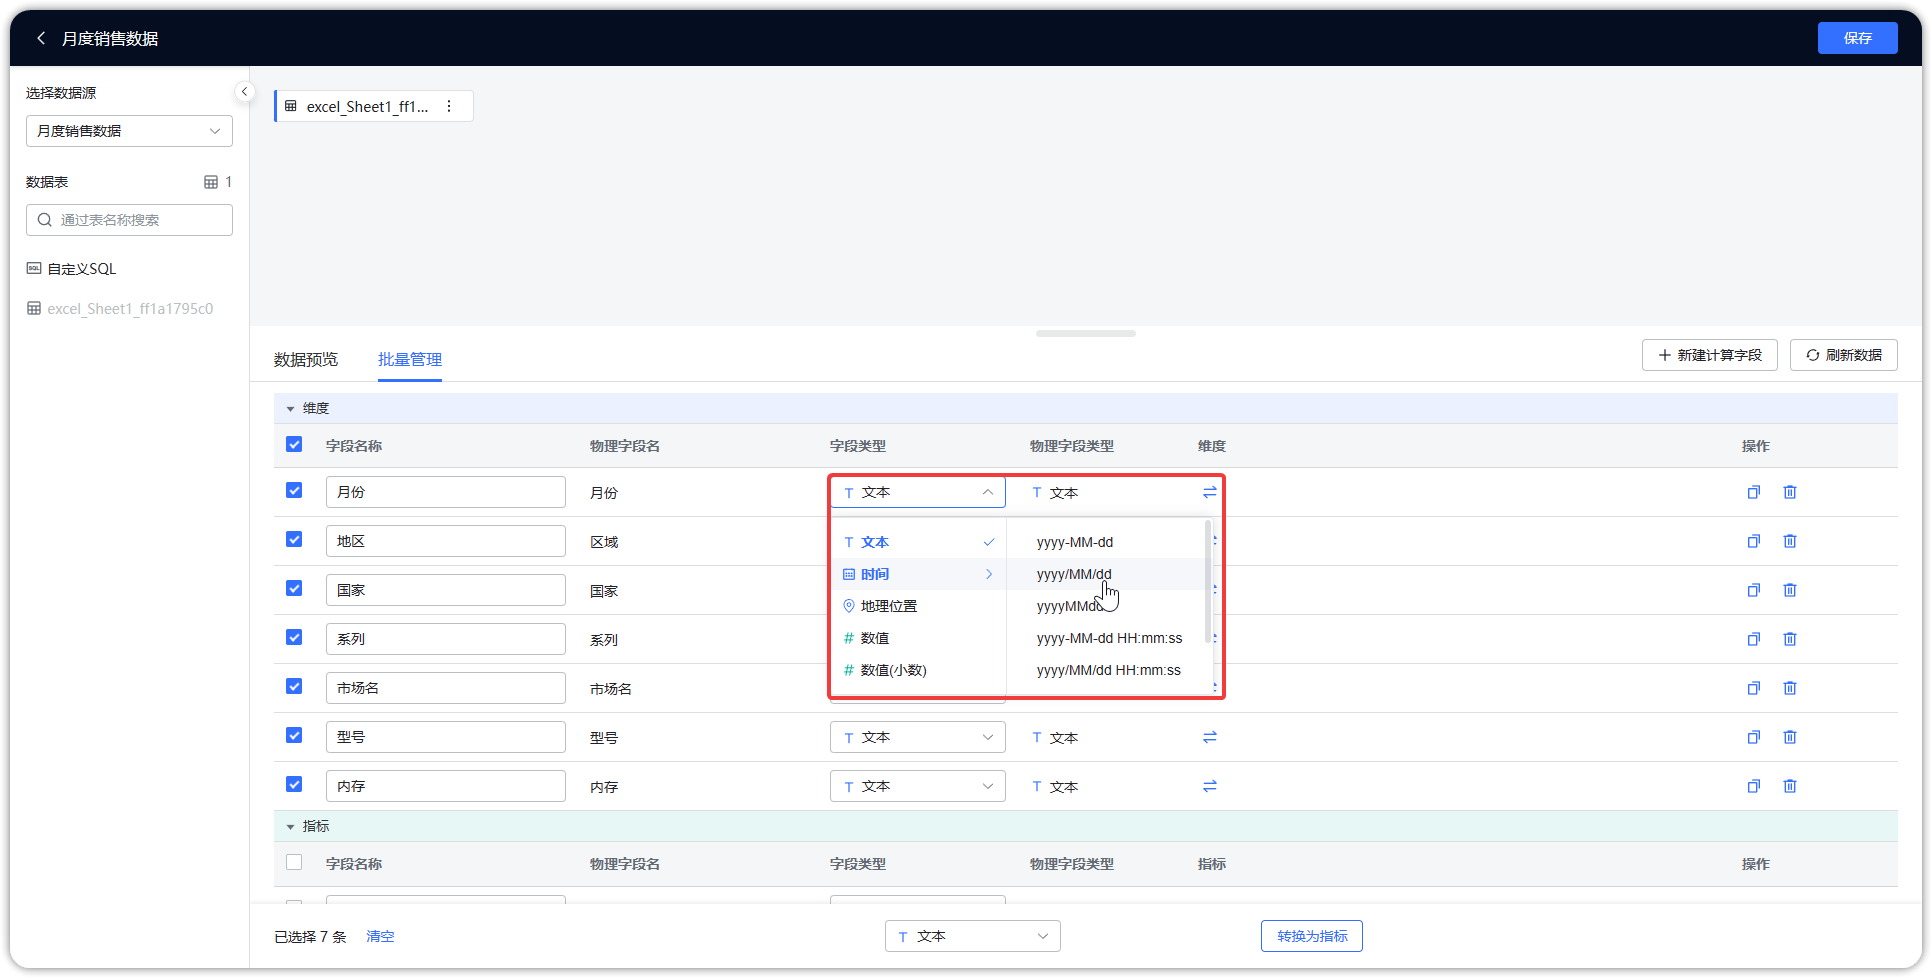 月度销售数据
保存
选择数据源
月度销售数据
数据表
1
通过表名称搜索
SQL 自定义SQL
excel_Sheet1_ff1a1795c0
excel_Sheet1_ff1...
数据预览 批量管理
新建计算字段 刷新数据
维度
字段名称 物理字段名 字段类型 物理字段类型 维度 操作
月份 月份 T 文本 T 文本
地区 区域
国家 国家
系列 系列
市场名 市场名
T 文本
时间
地理位置
# 数值
# 数值(小数)
yyyy-MM-dd
yyyy/MM/dd
yyyyMMdd
yyyy-MM-dd HH:mm:ss
yyyy/MM/dd HH:mm:ss
型号 型号 T 文本 T 文本
内存 内存 T 文本 T 文本
指标
字段名称 物理字段名 字段类型 物理字段类型 指标 操作
已选择 7 条 清空 T 文本 转换为指标